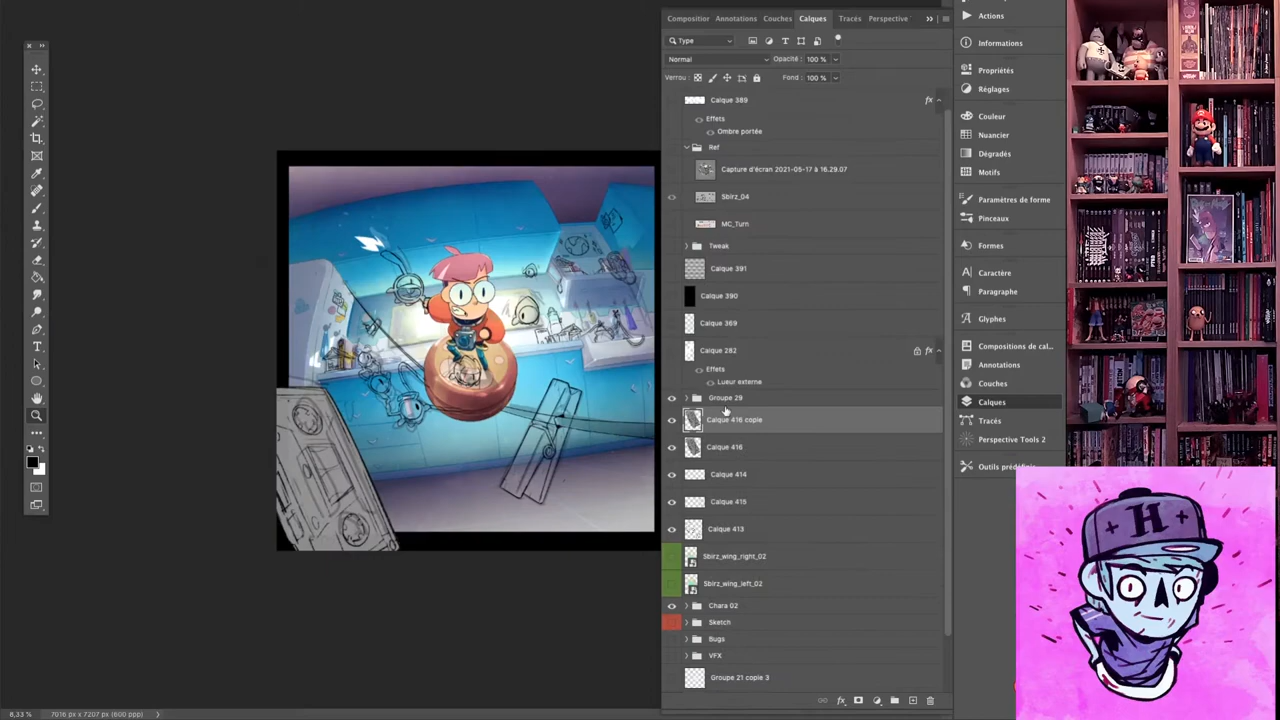 Composition Annotations Couches Calques Tracés Perspective
Type
Normal Opacité : 100 %
Verrou : Fond : 100 %
Calque 389 fx
Effets
Ombre portée
Ref
Capture d'écran 2021-05-17 à 16.29.07
Sbirz_04
MC_Turn
Tweak
Calque 391
Calque 390
Calque 369
Calque 282 fx
Effets
Lueur externe
Groupe 29
Calque 416 copie
Calque 416
Calque 414
Calque 415
Calque 413
Sbirz_wing_right_02
Sbirz_wing_left_02
Chara 02
Sketch
Bugs
VFX
Groupe 21 copie 3
fx
Actions
Informations
Propriétés
Réglages
Couleur
Nuancier
Dégradés
Motifs
Paramètres de forme
Pinceaux
Formes
Caractère
Paragraphe
Glyphes
Compositions de cal...
Annotations
Couches
Calques
Tracés
Perspective Tools 2
Outils prédéfi
H
8,33 % 7016 px x 7207 px (600 ppp)